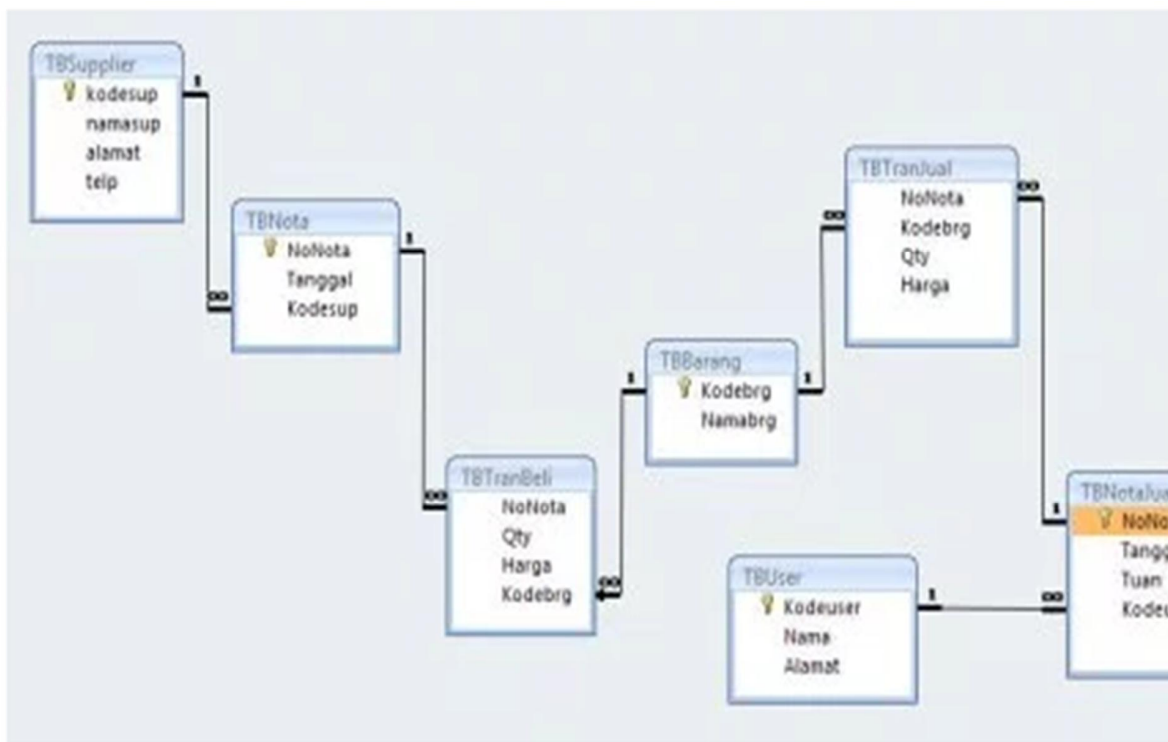 TBSupplier
kodesup
namasup
alamat
telp
1
∞
TBNota
NoNota
Tanggal
Kodesup
1
∞
TBTranBeli
NoNota
Qty
Harga
Kodebrg
∞
1
TBBarang
Kodebrg
Namabrg
1
∞
TBTranJual
NoNota
Kodebrg
Qty
Harga
∞
1
TBUser
Kodeuser
Nama
Alamat
1
∞
Tuan